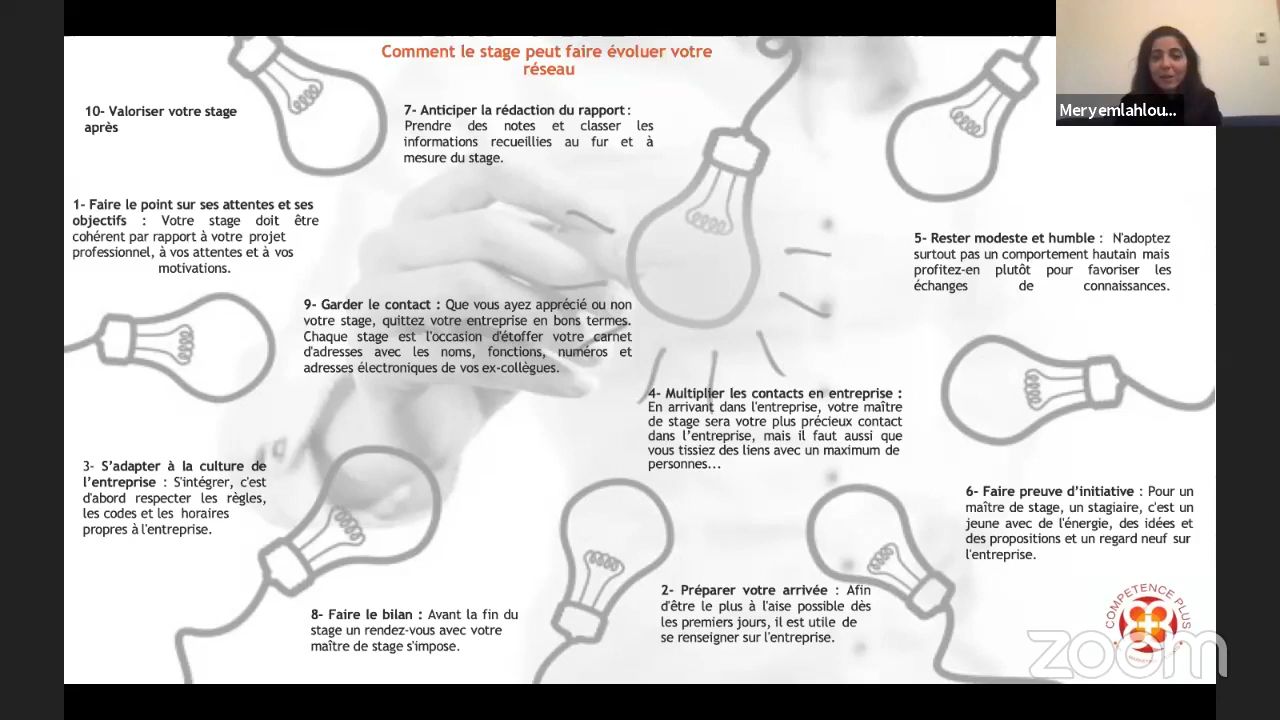 Comment le stage peut faire évoluer votre
réseau
Meryemlahlou...
10- Valoriser votre stage
après
7- Anticiper la rédaction du rapport :
Prendre des notes et classer les
informations recueillies au fur et à
mesure du stage.
1- Faire le point sur ses attentes et ses
objectifs : Votre stage doit être
cohérent par rapport à votre projet
professionnel, à vos attentes et à vos
motivations.
5- Rester modeste et humble : N'adoptez
surtout pas un comportement hautain mais
profitez-en plutôt pour favoriser les
échanges de connaissances.
9- Garder le contact : Que vous ayez apprécié ou non
votre stage, quittez votre entreprise en bons termes.
Chaque stage est l'occasion d'étoffer votre carnet
d'adresses avec les noms, fonctions, numéros et
adresses électroniques de vos ex-collègues.
4- Multiplier les contacts en entreprise :
En arrivant dans l'entreprise, votre maître
de stage sera votre plus précieux contact
dans l’entreprise, mais il faut aussi que
vous tissiez des liens avec un maximum de
personnes...
3- S’adapter à la culture de
l’entreprise : S'intégrer, c'est
d'abord respecter les règles,
les codes et les horaires
propres à l'entreprise.
6- Faire preuve d’initiative : Pour un
maître de stage, un stagiaire, c'est un
jeune avec de l'énergie, des idées et
des propositions et un regard neuf sur
l'entreprise.
8- Faire le bilan : Avant la fin du
stage un rendez-vous avec votre
maître de stage s'impose.
2- Préparer votre arrivée : Afin
d'être le plus à l'aise possible dès
les premiers jours, il est utile de
se renseigner sur l'entreprise.
COMPETENCE PLUS
zoom